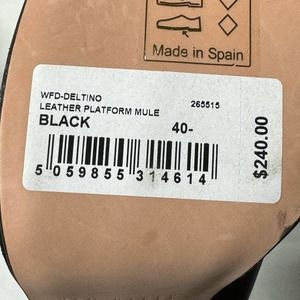 Made in Spain
WFD-DELTINO
LEATHER PLATFORM MULE 265515
BLACK 40-
5 059855 314614
$240.00